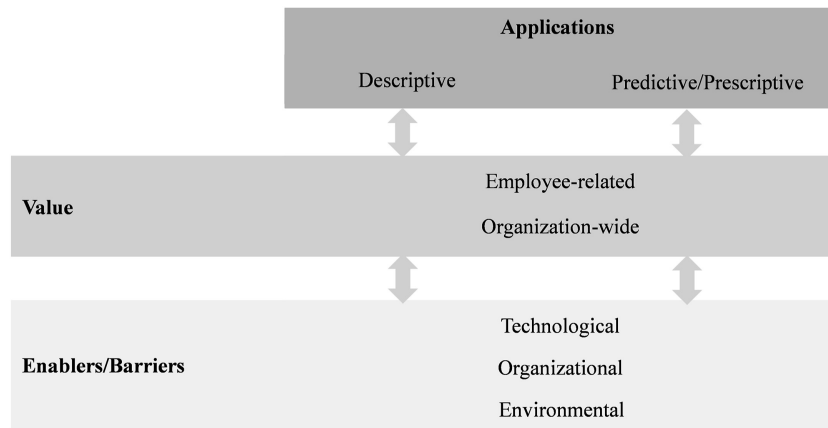 Applications
Descriptive Predictive/Prescriptive
Employee-related
Value
Organization-wide
Technological
Enablers/Barriers Organizational
Environmental